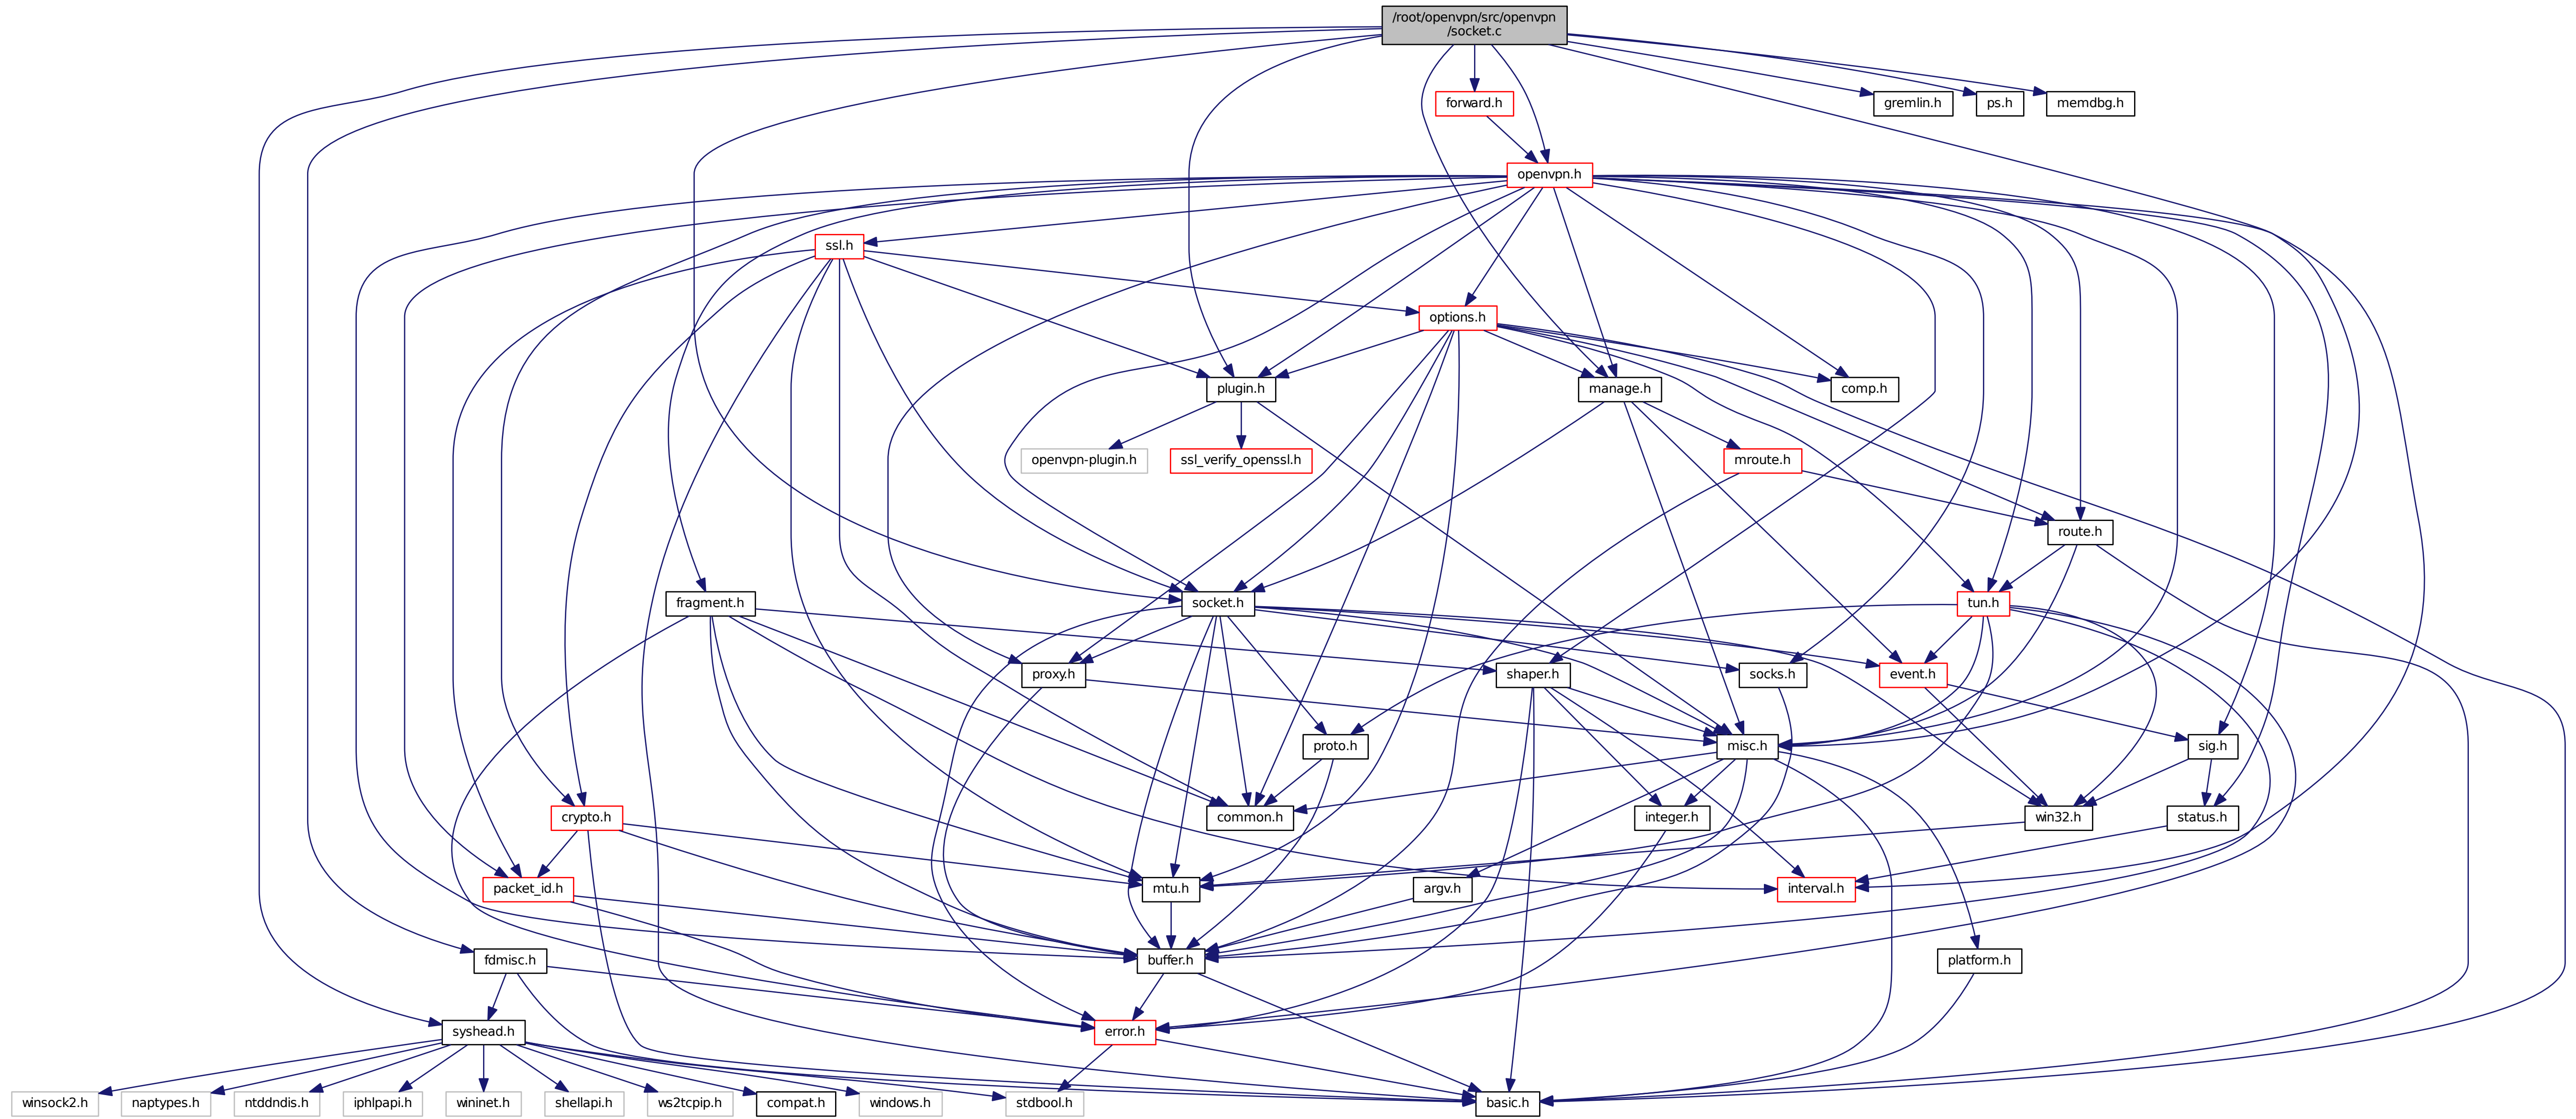 /root/openvpn/src/openvpn
/socket.c
forward.h
gremlin.h
ps.h
memdbg.h
openvpn.h
ssl.h
options.h
plugin.h
manage.h
comp.h
openvpn-plugin.h
ssl_verify_openssl.h
mroute.h
route.h
fragment.h
socket.h
tun.h
proxy.h
shaper.h
socks.h
event.h
proto.h
misc.h
sig.h
crypto.h
common.h
integer.h
win32.h
status.h
packet_id.h
mtu.h
argv.h
interval.h
fdmisc.h
buffer.h
platform.h
syshead.h
error.h
winsock2.h
naptypes.h
ntddndis.h
iphlpapi.h
wininet.h
shellapi.h
ws2tcpip.h
compat.h
windows.h
stdbool.h
basic.h